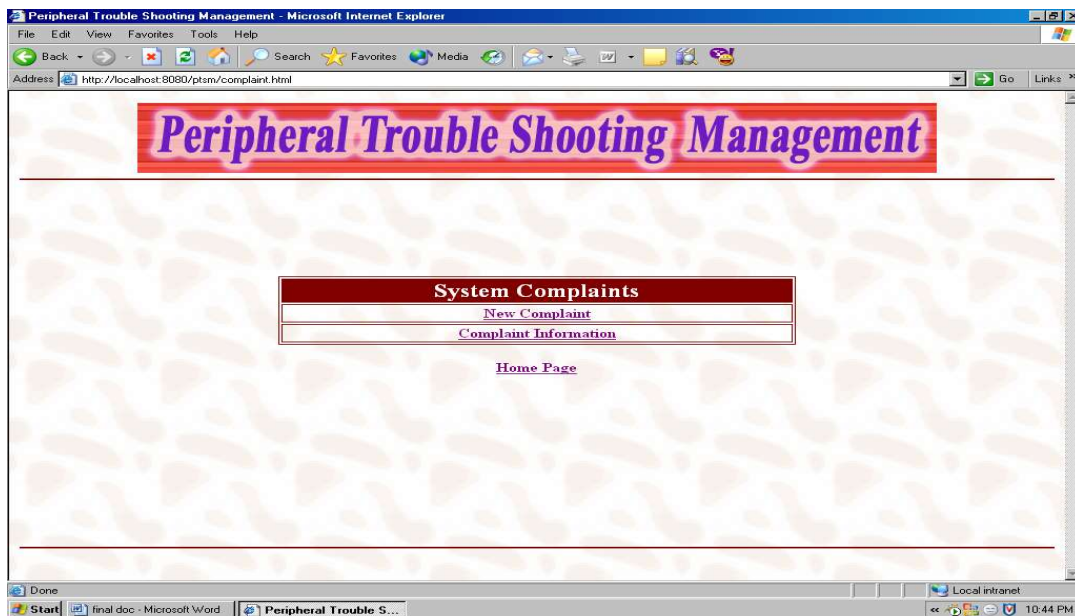 Peripheral Trouble Shooting Management - Microsoft Internet Explorer
File Edit View Favorites Tools Help
Back Search Favorites Media
Address http://localhost:8080/ptsm/complaint.html Go Links »
Peripheral Trouble Shooting Management
System Complaints
New Complaint
Complaint Information
Home Page
Done Local intranet
Start final doc - Microsoft Word Peripheral Trouble S... « 10:44 PM